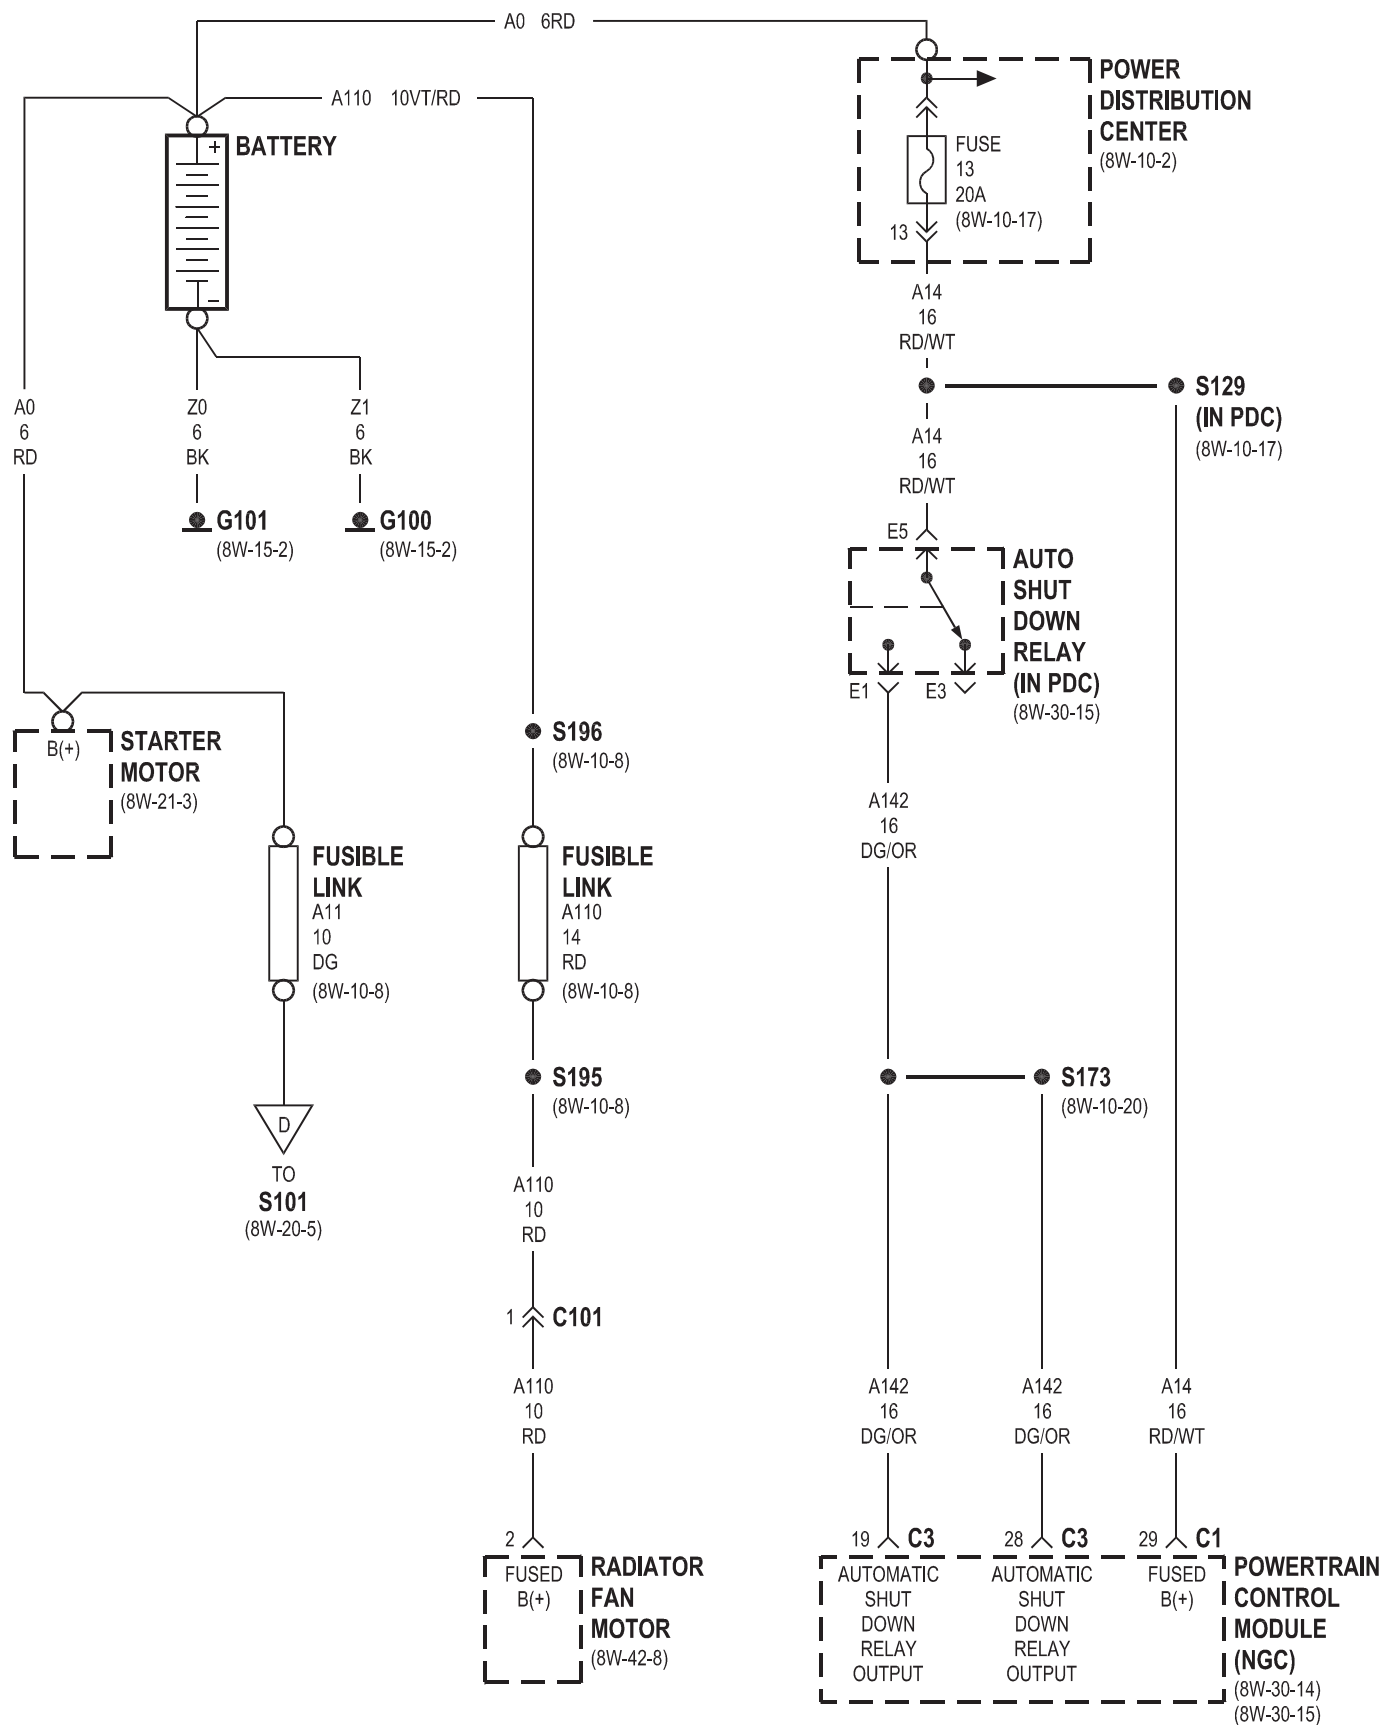 A0 6RD
POWER
DISTRIBUTION
CENTER
(8W-10-2)
A110 10VT/RD
BATTERY
+
−
FUSE
13
20A
(8W-10-17)
13
A14
16
RD/WT
S129
(IN PDC)
(8W-10-17)
A0
6
RD
Z0
6
BK
Z1
6
BK
G101
(8W-15-2)
G100
(8W-15-2)
A14
16
RD/WT
E5
AUTO
SHUT
DOWN
RELAY
(IN PDC)
(8W-30-15)
E1
E3
B(+)
STARTER
MOTOR
(8W-21-3)
S196
(8W-10-8)
A142
16
DG/OR
FUSIBLE
LINK
A11
10
DG
(8W-10-8)
FUSIBLE
LINK
A110
14
RD
(8W-10-8)
S195
(8W-10-8)
S173
(8W-10-20)
D
TO
S101
(8W-20-5)
A110
10
RD
1
C101
A110
10
RD
A142
16
DG/OR
A142
16
DG/OR
A14
16
RD/WT
2
FUSED
B(+)
RADIATOR
FAN
MOTOR
(8W-42-8)
19 C3
AUTOMATIC
SHUT
DOWN
RELAY
OUTPUT
28 C3
AUTOMATIC
SHUT
DOWN
RELAY
OUTPUT
29 C1
FUSED
B(+)
POWERTRAIN
CONTROL
MODULE
(NGC)
(8W-30-14)
(8W-30-15)